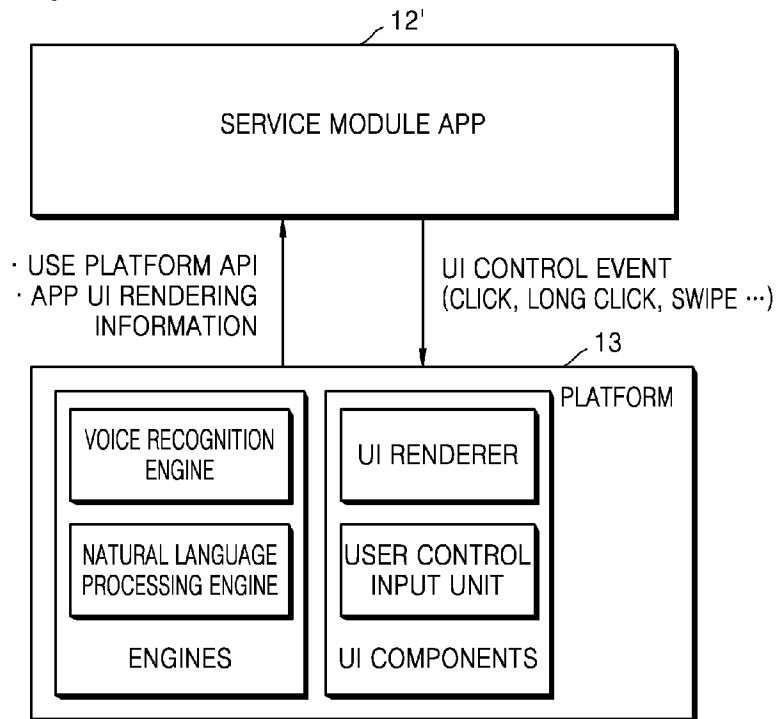 12'
SERVICE MODULE APP
· USE PLATFORM API
· APP UI RENDERING
INFORMATION
UI CONTROL EVENT
(CLICK, LONG CLICK, SWIPE ···)
13
PLATFORM
VOICE RECOGNITION
ENGINE
NATURAL LANGUAGE
PROCESSING ENGINE
ENGINES
UI RENDERER
USER CONTROL
INPUT UNIT
UI COMPONENTS